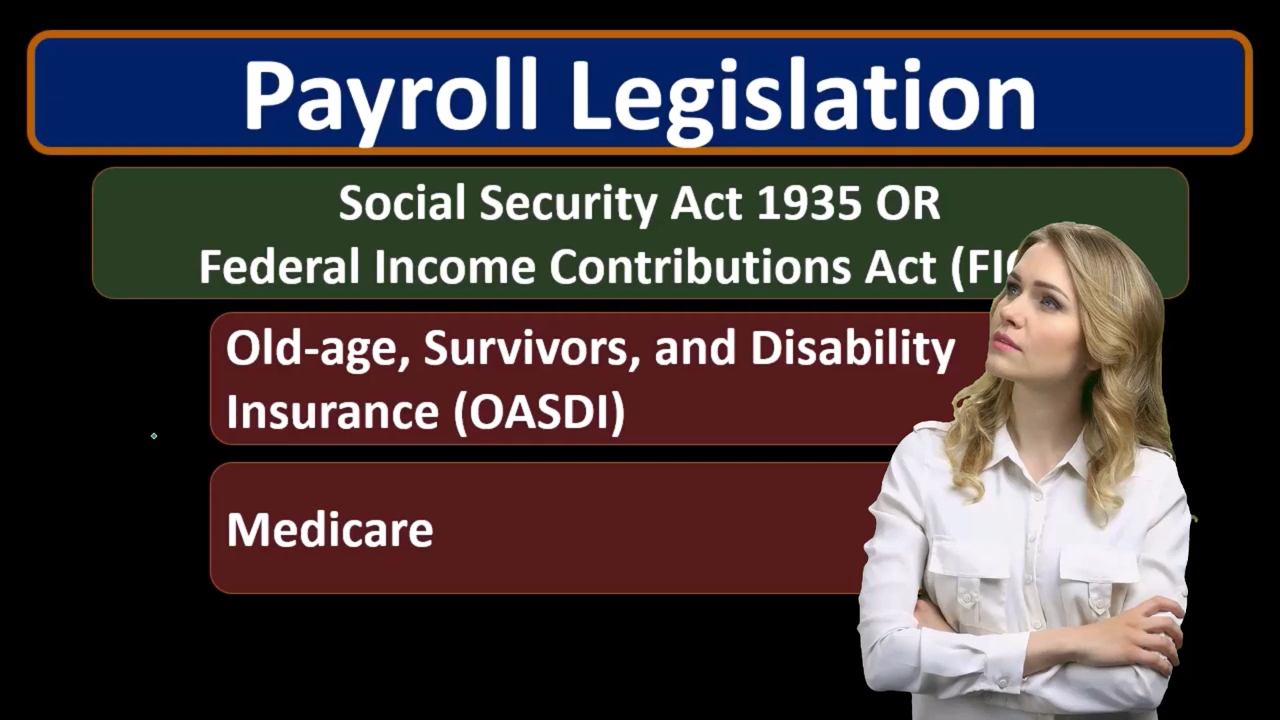 Payroll Legislation
Social Security Act 1935 OR
Federal Income Contributions Act
Old-age, Survivors, and Disability
Insurance (OASDI)
Medicare